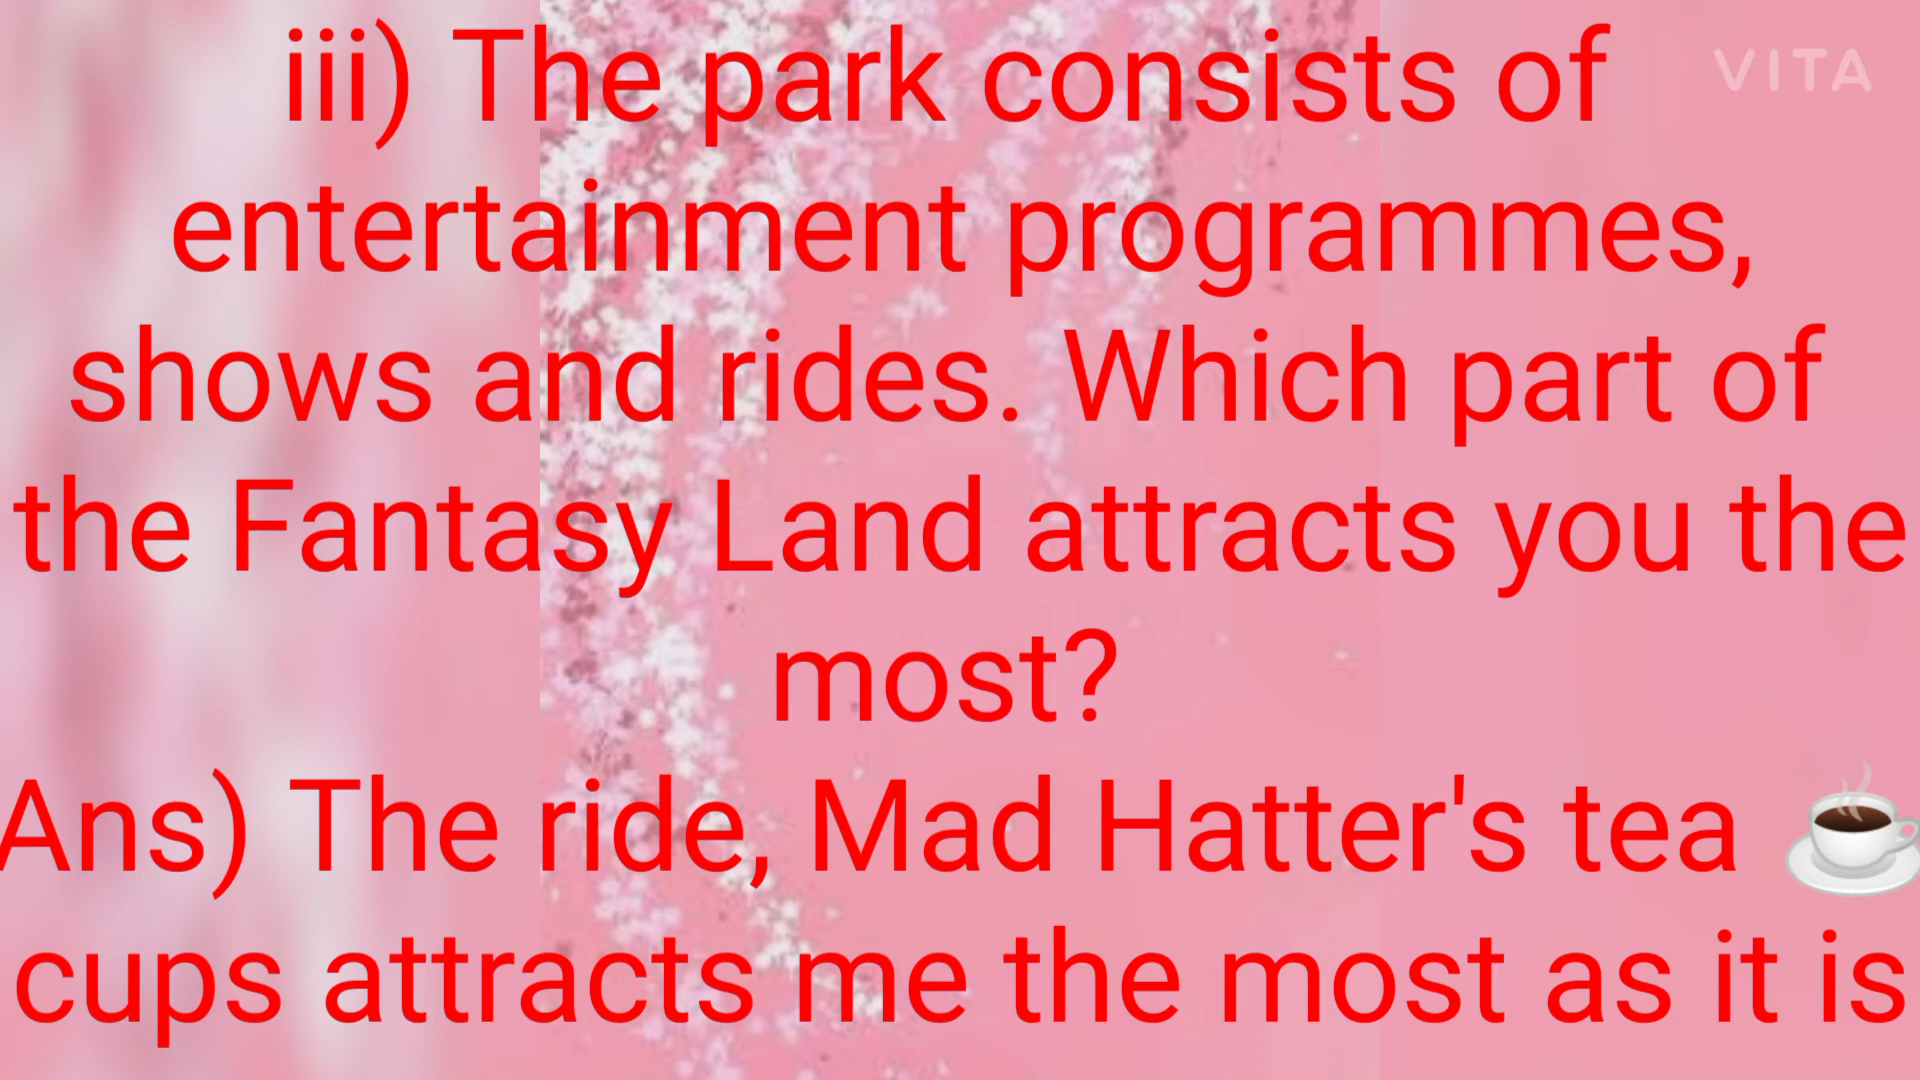 iii) The park consists of
VITA
entertainment programmes,
shows and rides. Which part of
the Fantasy Land attracts you the
most?
Ans) The ride, Mad Hatter's tea ☕
cups attracts me the most as it is